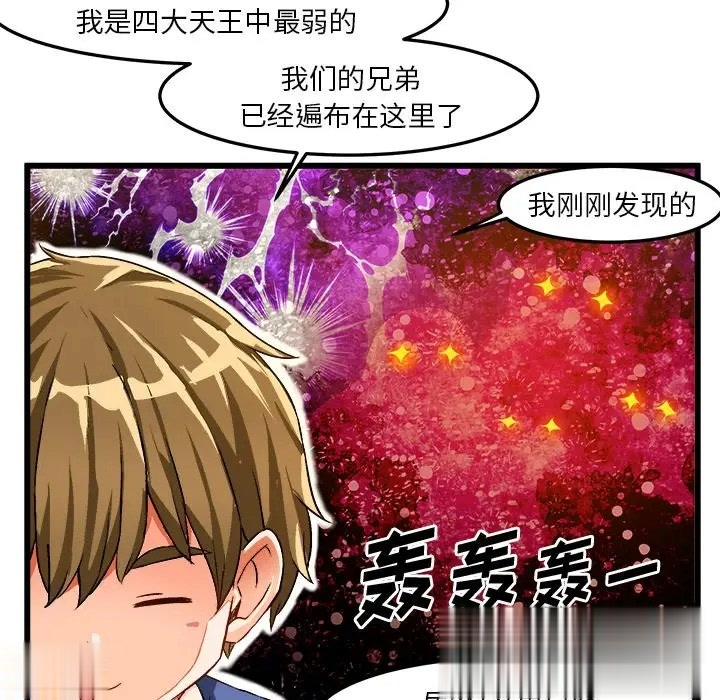 我是四大天王中最弱的
我们的兄弟
已经遍布在这里了
我刚刚发现的
轰轰轰一